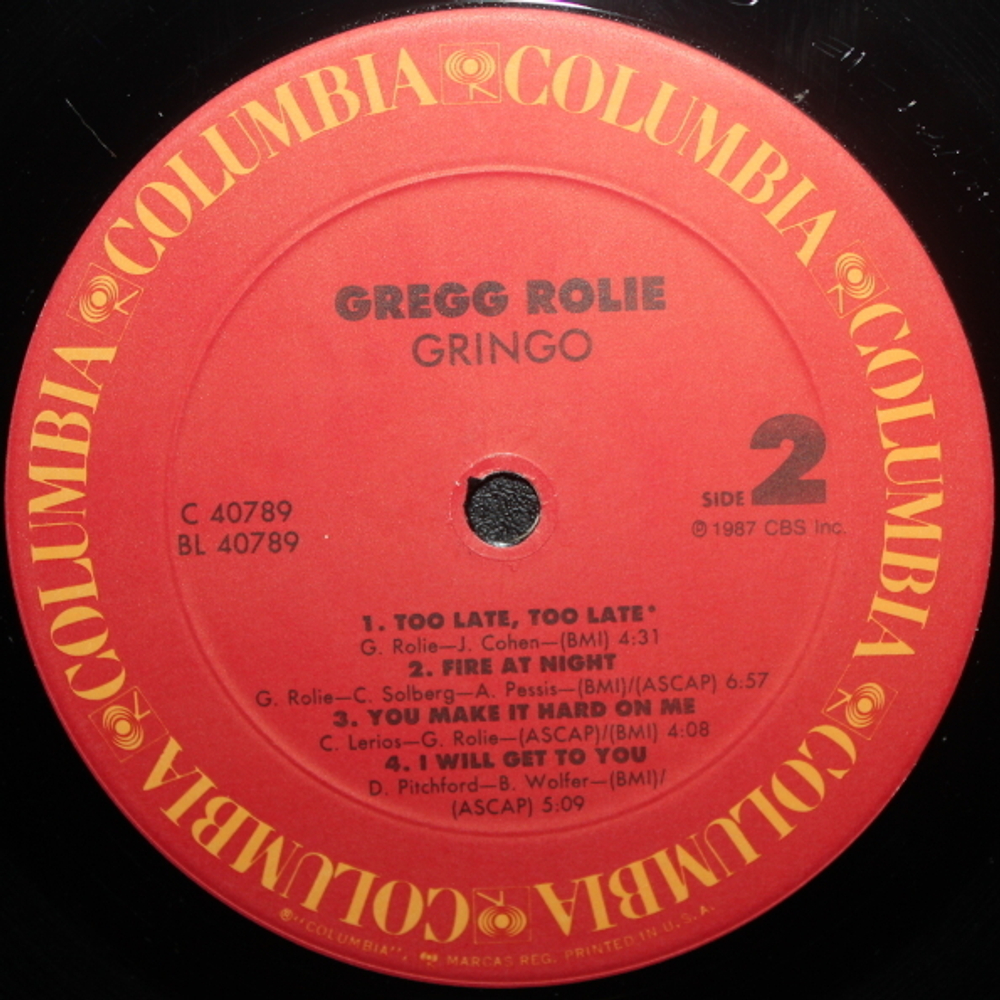 COLUMBIA COLUMBIA COLUMBIA COLUMBIA COLUMBIA COLUMBIA COLUMBIA
GREGG ROLIE
GRINGO
C 40789
BL 40789
SIDE 2
℗ 1987 CBS Inc.
1. TOO LATE, TOO LATE*
G. Rolie—J. Cohen—(BMI) 4:31
2. FIRE AT NIGHT
G. Rolie—C. Solberg—A. Pessis—(BMI)/(ASCAP) 6:57
3. YOU MAKE IT HARD ON ME
C. Lerios—G. Rolie—(ASCAP)/(BMI) 4:08
4. I WILL GET TO YOU
D. Pitchford—B. Wolfer—(BMI)/
(ASCAP) 5:09
®"COLUMBIA", MARCAS REG. PRINTED IN U.S.A.